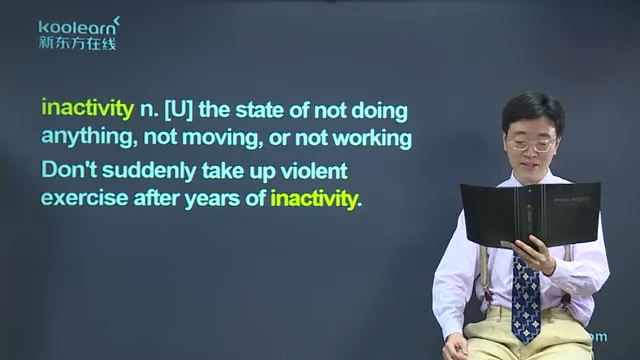 koolearn
新东方在线
inactivity n. [U] the state of not doing
anything, not moving, or not working
Don't suddenly take up violent
exercise after years of inactivity.
om